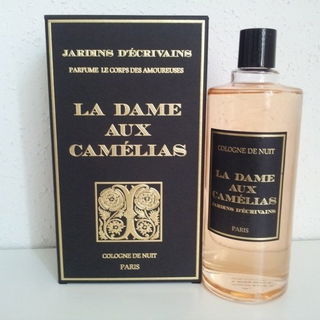 JARDINS D'ÉCRIVAINS
PARFUME LE CORPS DES AMOUREUSES
LA DAME
AUX
CAMÉLIAS
COLOGNE DE NUIT
PARIS
COLOGNE DE NUIT
LA DAME
AUX
CAMÉLIAS
JARDINS D'ÉCRIVAINS
PARIS